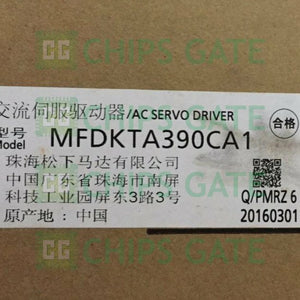 CHIPS GATE
交流伺服驱动器/AC SERVO DRIVER
型号
Model
MFDKTA390CA1
合格
珠海松下马达有限公司
中国广东省珠海市南屏
科技工业园屏东3路3号
原产地：中国
Q/PMRZ 6
20160301